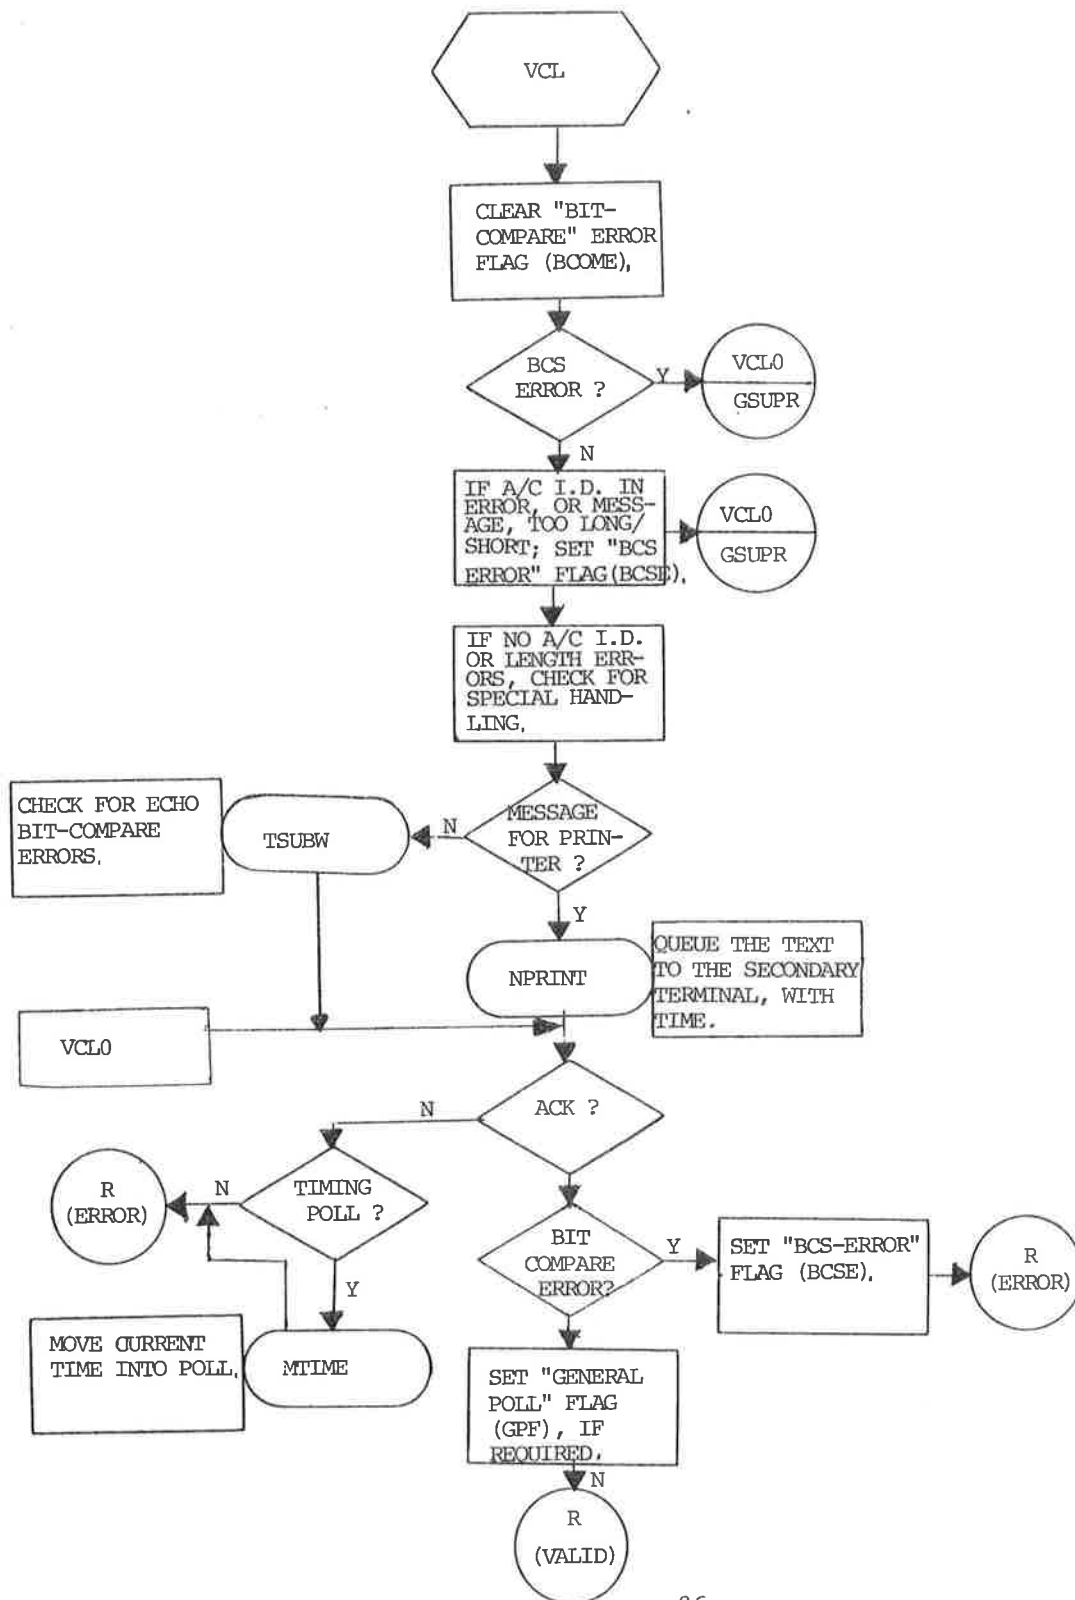 VCL
CLEAR "BIT-
COMPARE" ERROR
FLAG (BCOME).
BCS
ERROR ?
Y
VCL0
GSUPR
N
IF A/C I.D. IN
ERROR, OR MESS-
AGE, TOO LONG/
SHORT; SET "BCS
ERROR" FLAG(BCSE).
VCL0
GSUPR
IF NO A/C I.D.
OR LENGTH ERR-
ORS, CHECK FOR
SPECIAL HAND-
LING.
CHECK FOR ECHO
BIT-COMPARE
ERRORS.
TSUBW
N
MESSAGE
FOR PRIN-
TER ?
Y
NPRINT
QUEUE THE TEXT
TO THE SECONDARY
TERMINAL, WITH
TIME.
VCL0
ACK ?
N
R
(ERROR)
N
TIMING
POLL ?
Y
BIT
COMPARE
ERROR?
Y
SET "BCS-ERROR"
FLAG (BCSE).
R
(ERROR)
MOVE CURRENT
TIME INTO POLL.
MTIME
SET "GENERAL
POLL" FLAG
(GPF), IF
REQUIRED.
N
R
(VALID)